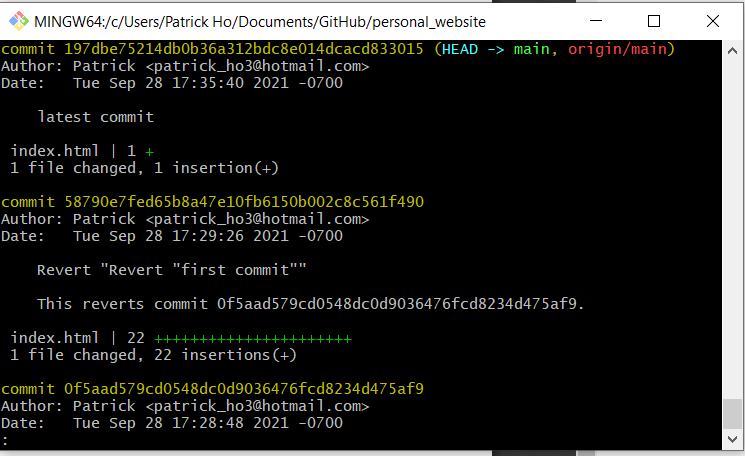 MINGW64:/c/Users/Patrick Ho/Documents/GitHub/personal_website
commit 197dbe75214db0b36a312bdc8e014dcacd833015 (HEAD -> main, origin/main)
Author: Patrick <patrick_ho3@hotmail.com>
Date:   Tue Sep 28 17:35:40 2021 -0700
latest commit
index.html | 1 +
1 file changed, 1 insertion(+)
commit 58790e7fed65b8a47e10fb6150b002c8c561f490
Author: Patrick <patrick_ho3@hotmail.com>
Date:   Tue Sep 28 17:29:26 2021 -0700
Revert "Revert "first commit""
This reverts commit 0f5aad579cd0548dc0d9036476fcd8234d475af9.
index.html | 22 ++++++++++++++++++++++
1 file changed, 22 insertions(+)
commit 0f5aad579cd0548dc0d9036476fcd8234d475af9
Author: Patrick <patrick_ho3@hotmail.com>
Date:   Tue Sep 28 17:28:48 2021 -0700
: